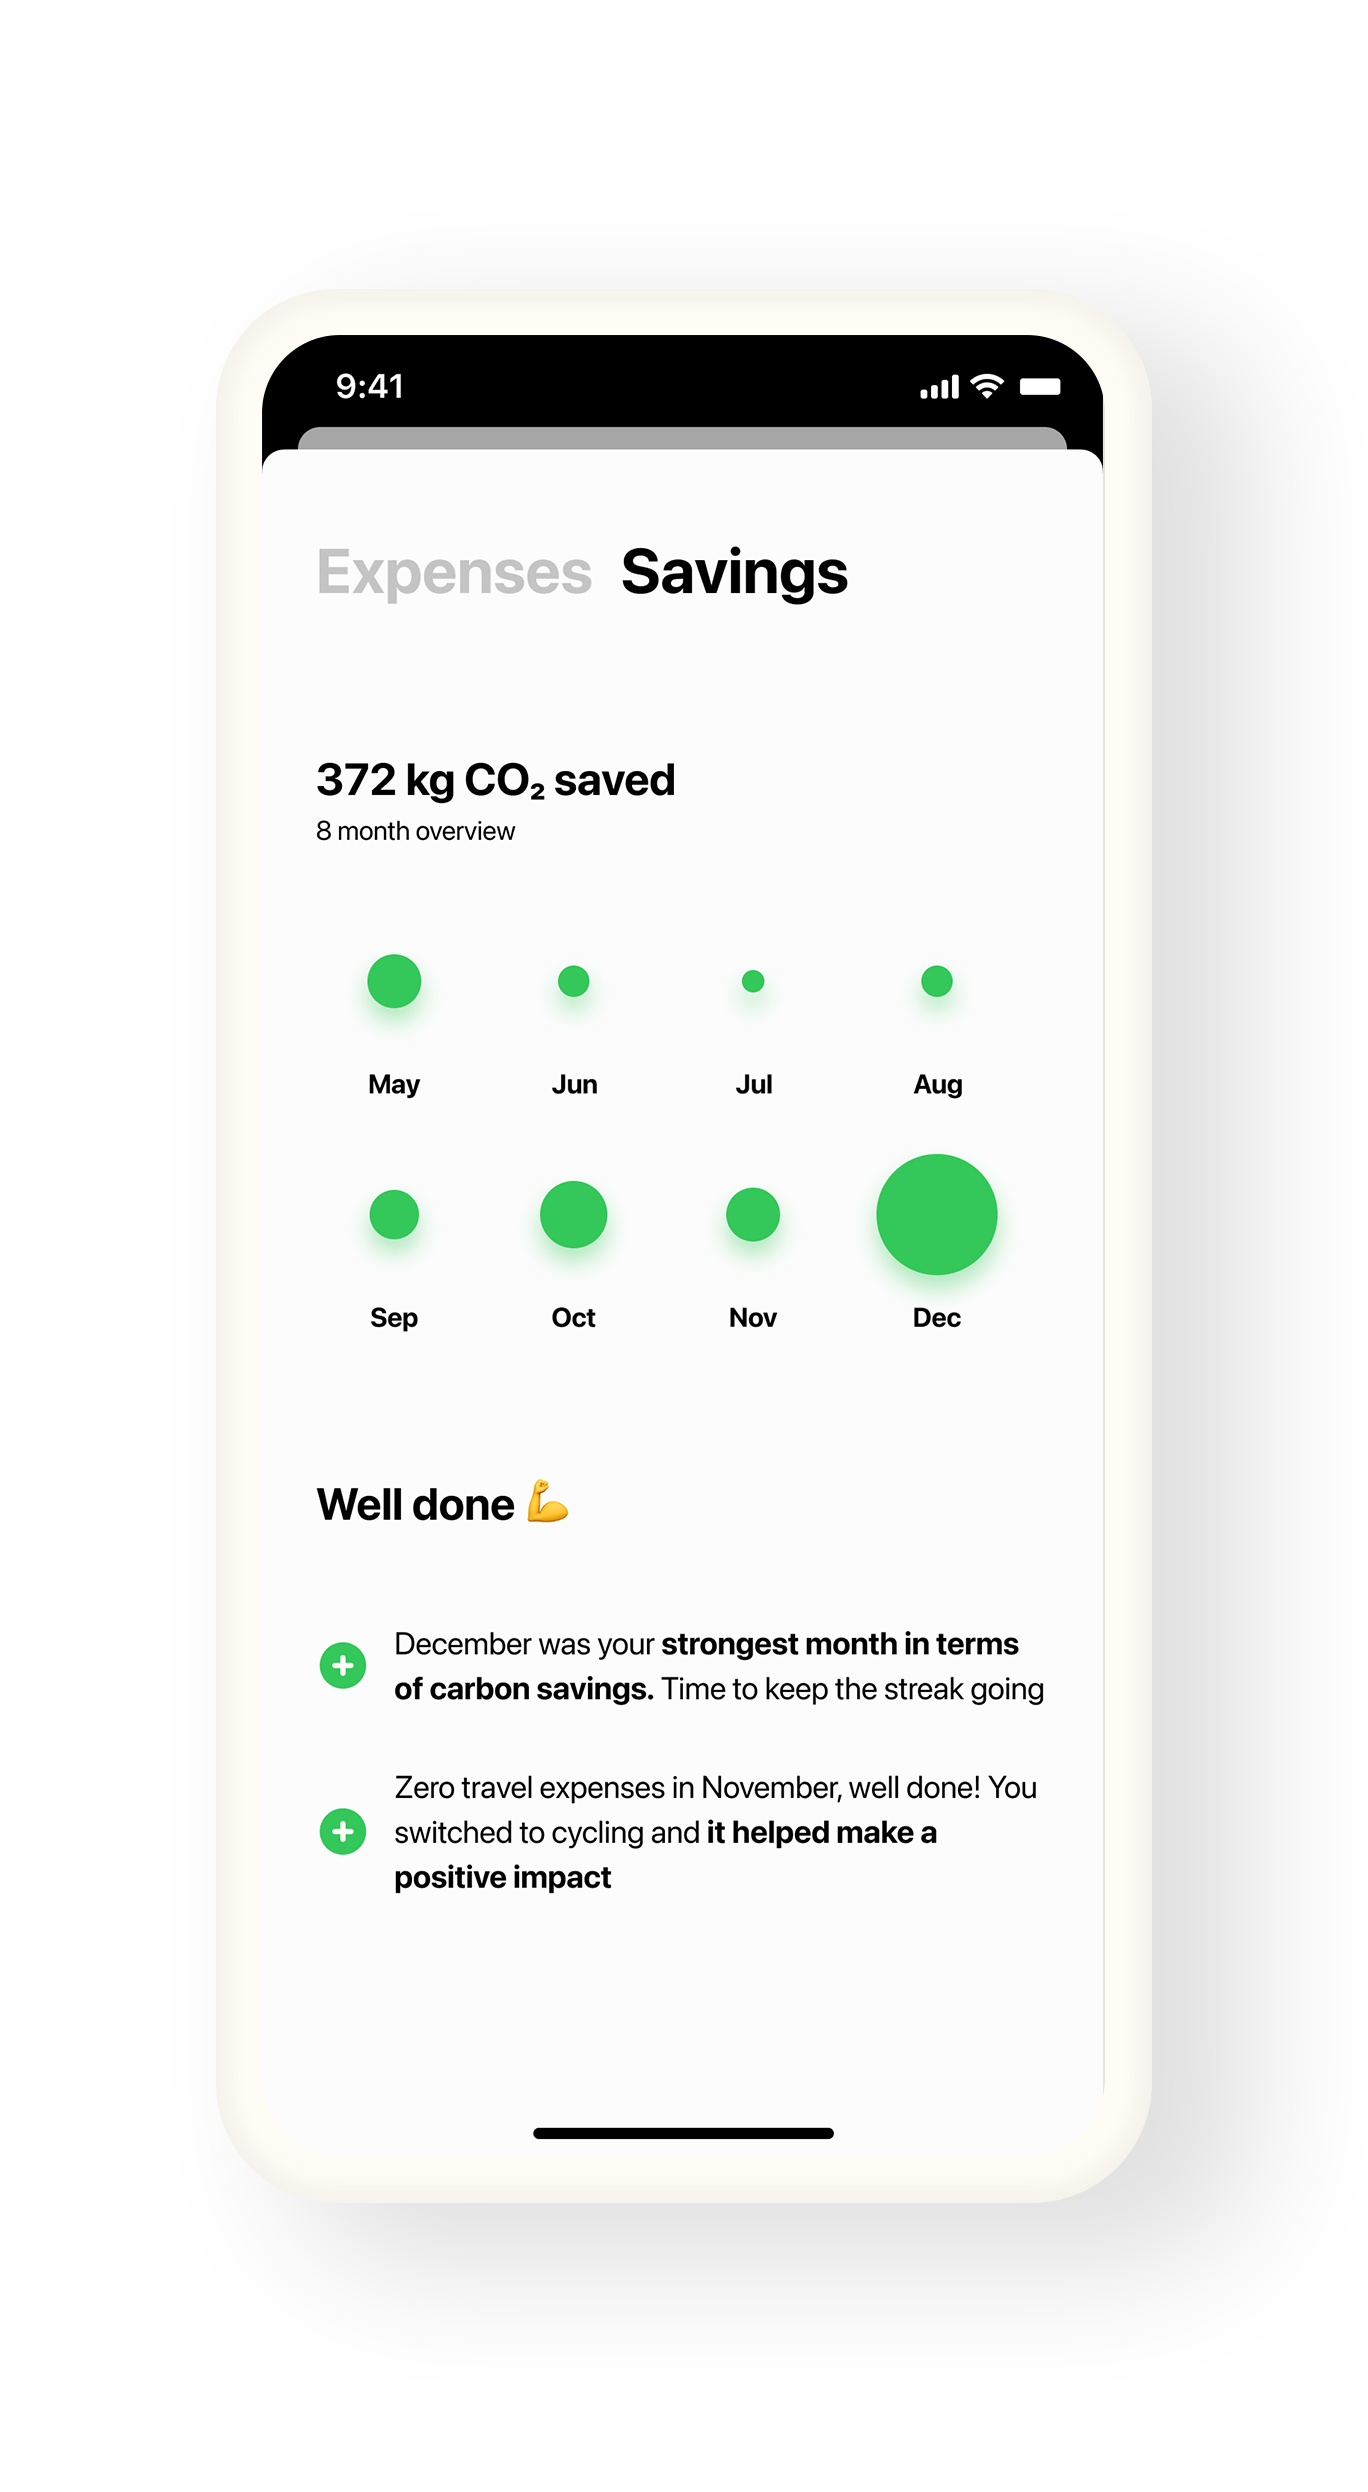 9:41
Expenses Savings
372 kg CO₂ saved
8 month overview
May Jun Jul Aug
Sep Oct Nov Dec
Well done 💪
December was your strongest month in terms
of carbon savings. Time to keep the streak going
Zero travel expenses in November, well done! You
switched to cycling and it helped make a
positive impact